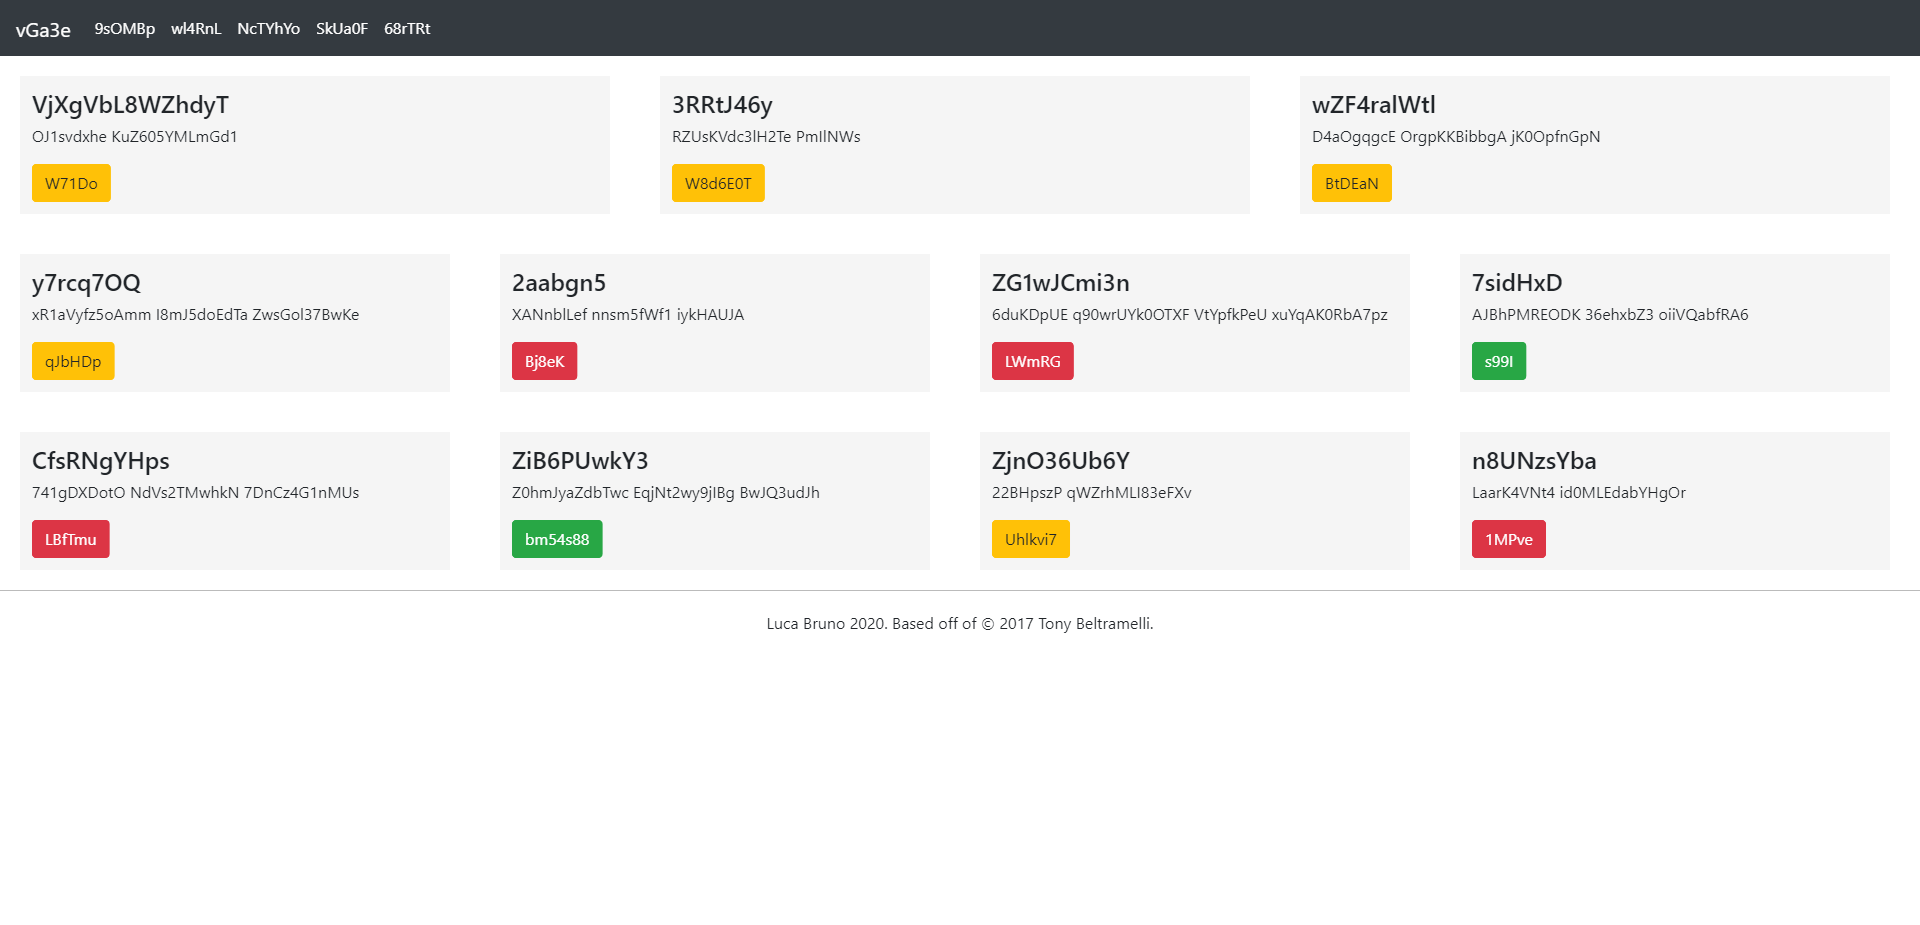 vGa3e 9sOMBp wl4RnL NcTYhYo SkUa0F 68rTRt
VjXgVbL8WZhdyT
OJ1svdxhe KuZ605YMLmGd1
W71Do
3RRtJ46y
RZUsKVdc3lH2Te PmIlNWs
W8d6E0T
wZF4ralWtl
D4aOgqgcE OrgpKKBibbgA jK0OpfnGpN
BtDEaN
y7rcq7OQ
xR1aVyfz5oAmm I8mJ5doEdTa ZwsGol37BwKe
qJbHDp
2aabgn5
XANnblLef nnsm5fWf1 iykHAUJA
Bj8eK
ZG1wJCmi3n
6duKDpUE q90wrUYk0OTXF VtYpfkPeU xuYqAK0RbA7pz
LWmRG
7sidHxD
AJBhPMREODK 36ehxbZ3 oiiVQabfRA6
s99I
CfsRNgYHps
741gDXDotO NdVs2TMwhkN 7DnCz4G1nMUs
LBfTmu
ZiB6PUwkY3
Z0hmJyaZdbTwc EqjNt2wy9jIBg BwJQ3udJh
bm54s88
ZjnO36Ub6Y
22BHpszP qWZrhMLI83eFXv
Uhlkvi7
n8UNzsYba
LaarK4VNt4 id0MLEdabYHgOr
1MPve
Luca Bruno 2020. Based off of © 2017 Tony Beltramelli.